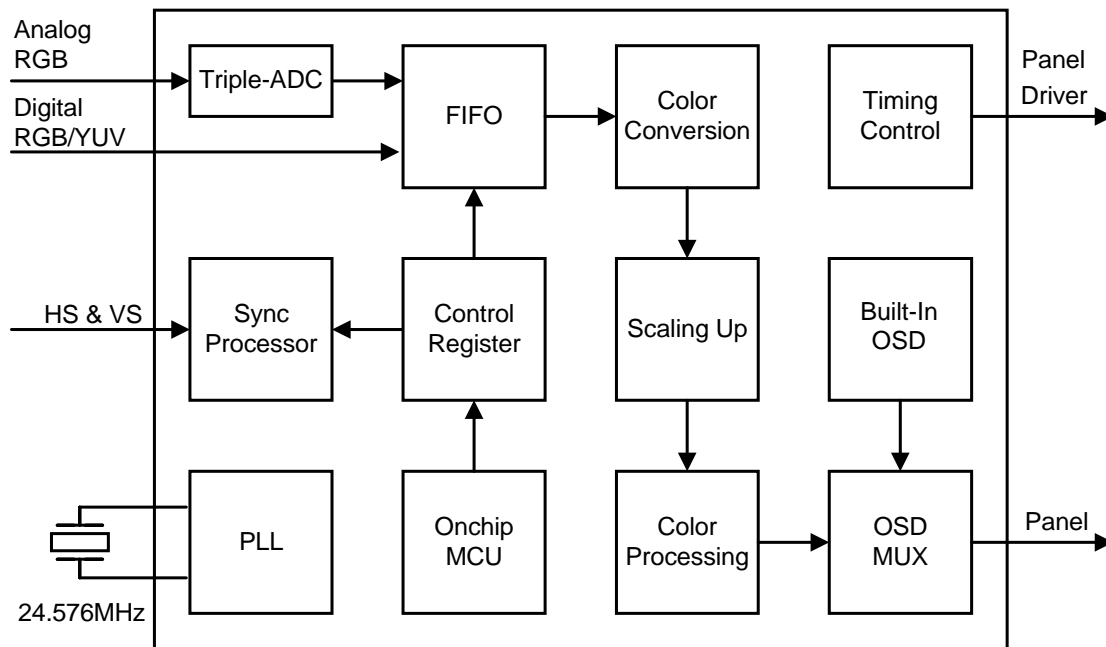 Analog
RGB
Triple-ADC
Digital
RGB/YUV
FIFO
Color
Conversion
Timing
Control
Panel
Driver
HS & VS
Sync
Processor
Control
Register
Scaling Up
Built-In
OSD
24.576MHz
PLL
Onchip
MCU
Color
Processing
OSD
MUX
Panel